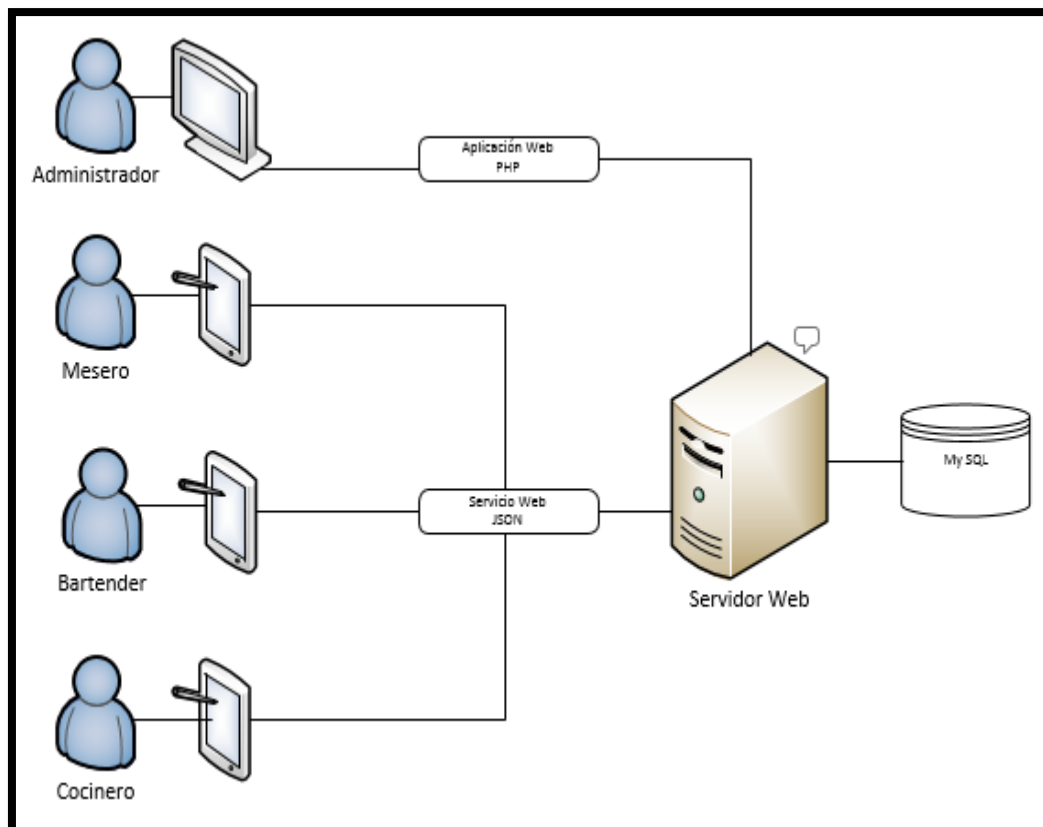 Administrador
Aplicación Web
PHP
Mesero
Bartender
Servicio Web
JSON
Servidor Web
My SQL
Cocinero